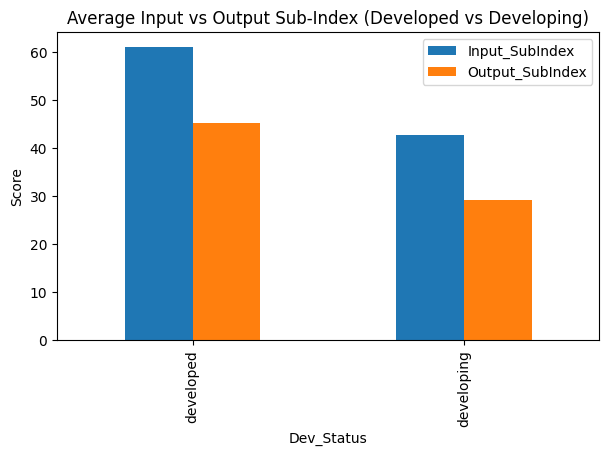 Average Input vs Output Sub-Index (Developed vs Developing)
Input_SubIndex
Output_SubIndex
Score
60
50
40
30
20
10
0
developed
developing
Dev_Status